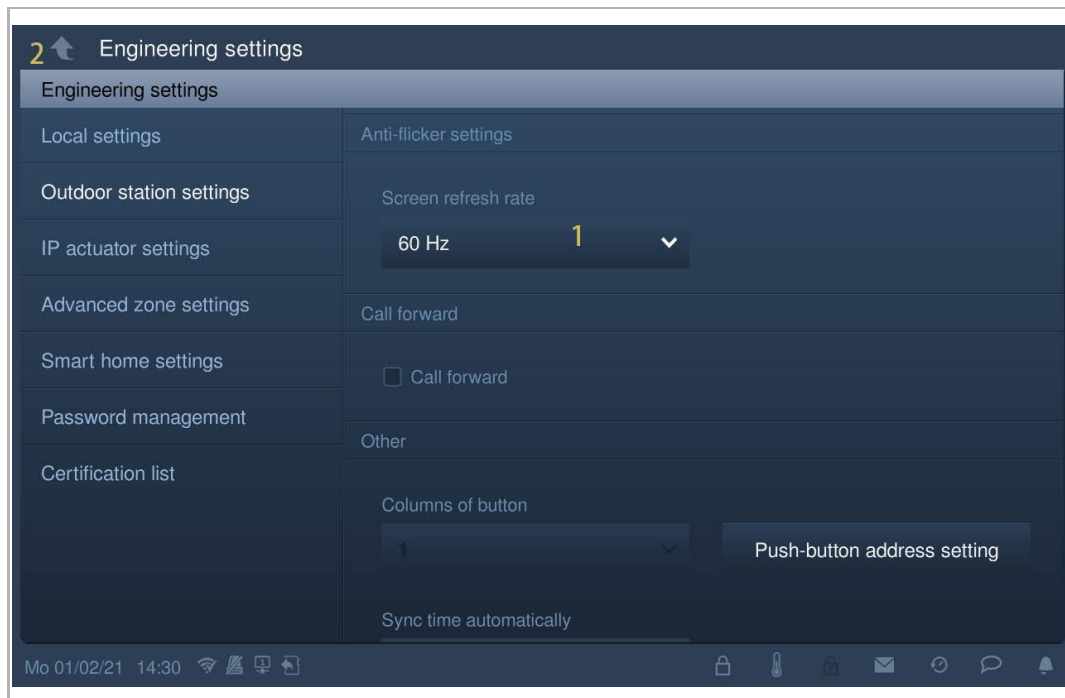 2 Engineering settings
Engineering settings
Local settings
Outdoor station settings
IP actuator settings
Advanced zone settings
Smart home settings
Password management
Certification list
Anti-flicker settings
Screen refresh rate
60 Hz 1
Call forward
Call forward
Other
Columns of button
1
Push-button address setting
Sync time automatically
Mo 01/02/21 14:30